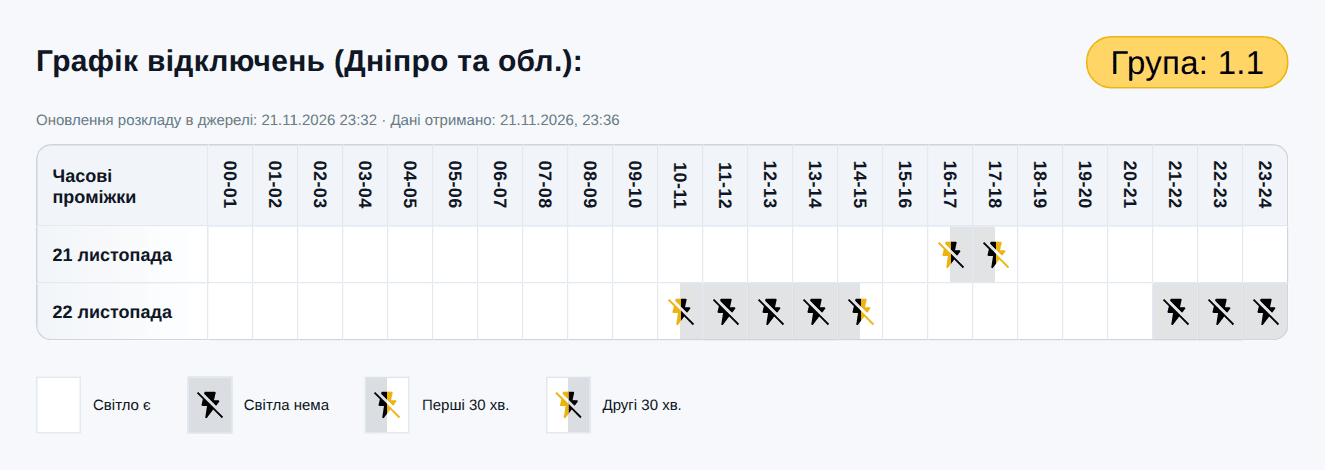 Графік відключень (Дніпро та обл.):
Група: 1.1
Оновлення розкладу в джерелі: 21.11.2026 23:32 · Дані отримано: 21.11.2026, 23:36
Часові
проміжки
00-01
01-02
02-03
03-04
04-05
05-06
06-07
07-08
08-09
09-10
10-11
11-12
12-13
13-14
14-15
15-16
16-17
17-18
18-19
19-20
20-21
21-22
22-23
23-24
21 листопада
22 листопада
Світло є
Світла нема
Перші 30 хв.
Другі 30 хв.